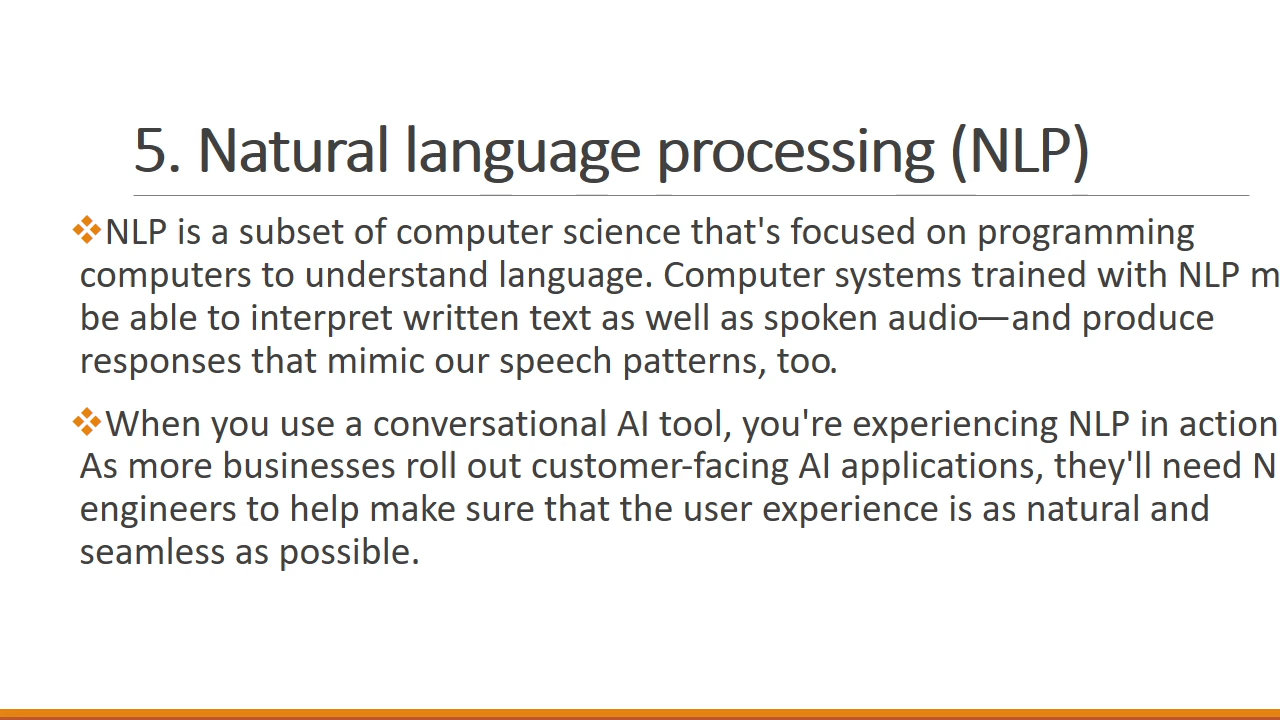 5. Natural language processing (NLP)
❖NLP is a subset of computer science that's focused on programming
computers to understand language. Computer systems trained with NLP
be able to interpret written text as well as spoken audio—and produce
responses that mimic our speech patterns, too.
❖When you use a conversational AI tool, you're experiencing NLP in action
As more businesses roll out customer-facing AI applications, they'll need
engineers to help make sure that the user experience is as natural and
seamless as possible.